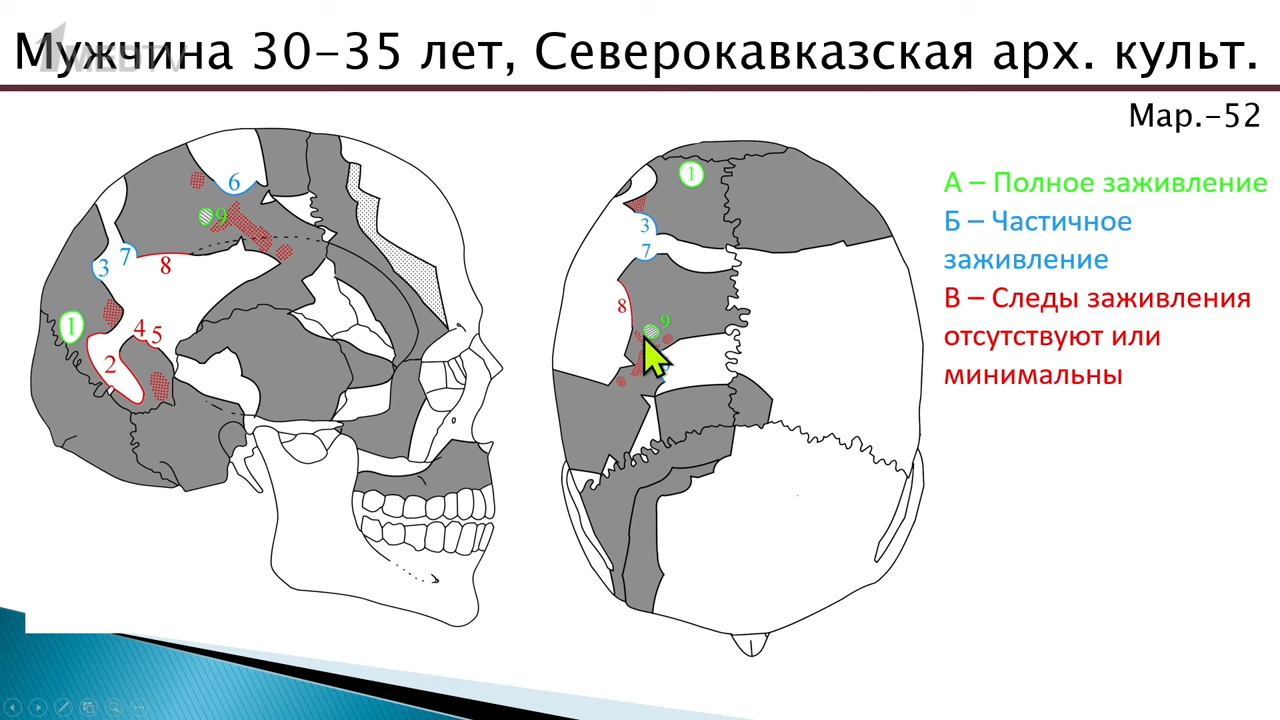 Мужчина 30-35 лет, Северокавказская арх. культ.
Мар.-52
А – Полное заживление
Б – Частичное
заживление
В – Следы заживления
отсутствуют или
минимальны
6
9
7
3
8
1
4
5
2
1
3
7
8
9